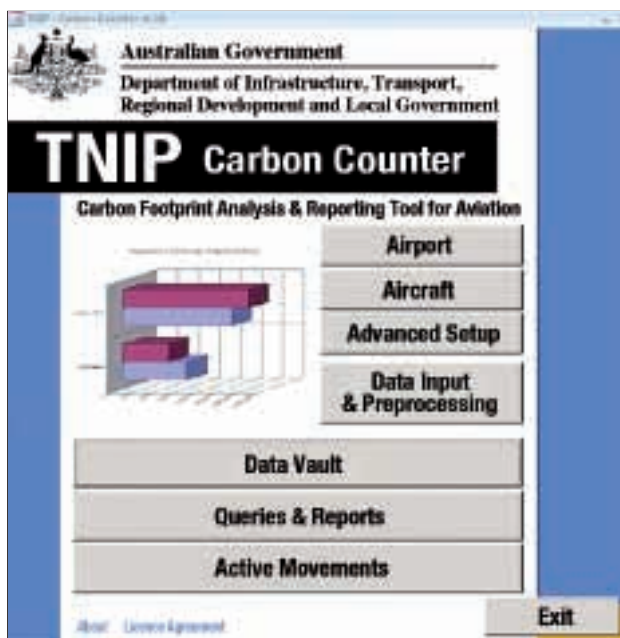 Australian Government
Department of Infrastructure, Transport,
Regional Development and Local Government
TNIP Carbon Counter
Carbon Footprint Analysis & Reporting Tool for Aviation
Airport
Aircraft
Advanced Setup
Data Input
& Preprocessing
Data Vault
Queries & Reports
Active Movements
About Licence Agreement
Exit